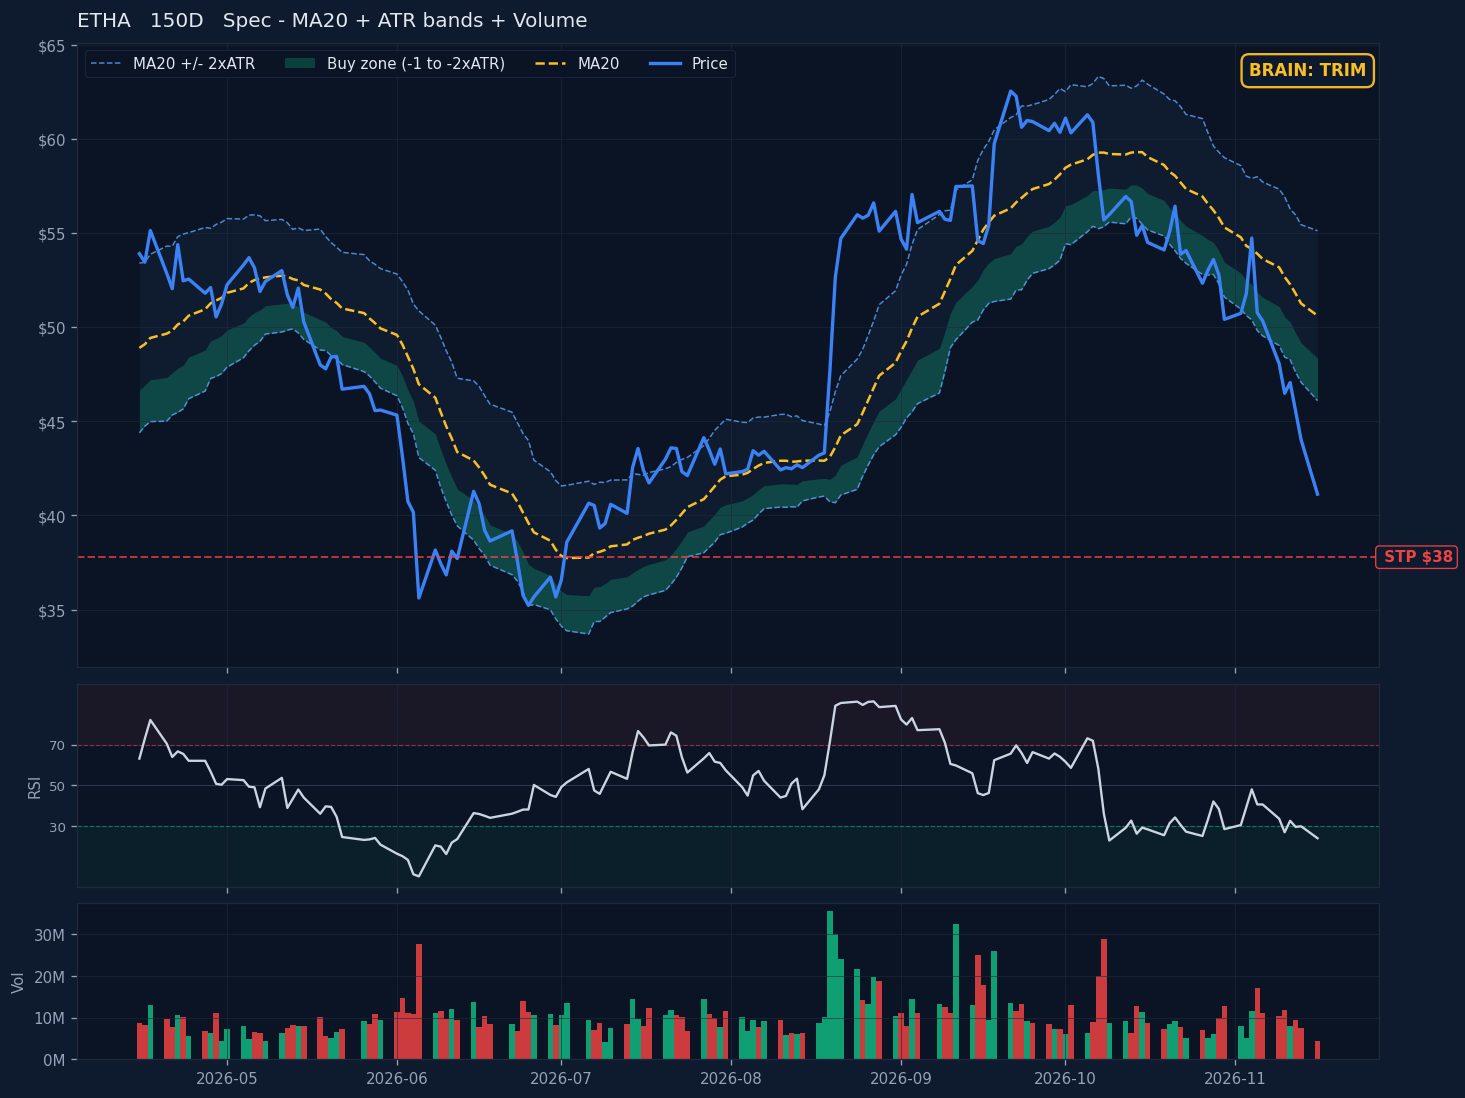 ETHA   150D   Spec - MA20 + ATR bands + Volume
MA20 +/- 2xATR
Buy zone (-1 to -2xATR)
MA20
Price
BRAIN: TRIM
$65
$60
$55
$50
$45
$40
$35
STP $38
RSI
70
50
30
Vol
30M
20M
10M
0M
2026-05
2026-06
2026-07
2026-08
2026-09
2026-10
2026-11